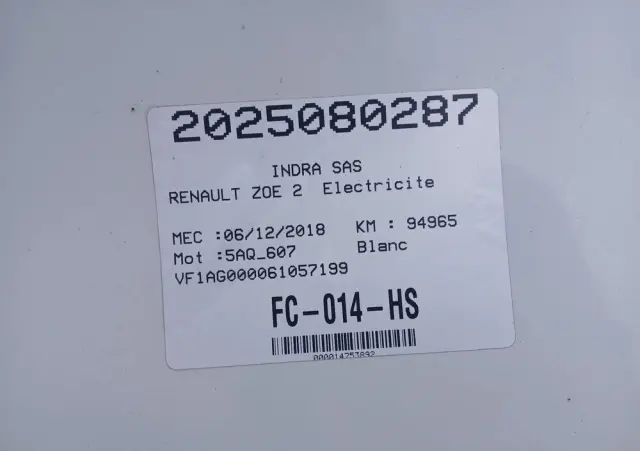 2025080287
INDRA SAS
RENAULT ZOE 2 Electricite
MEC :06/12/2018 KM : 94965
Mot :5AQ_607 Blanc
VF1AG000061057199
FC-014-HS
000014753892